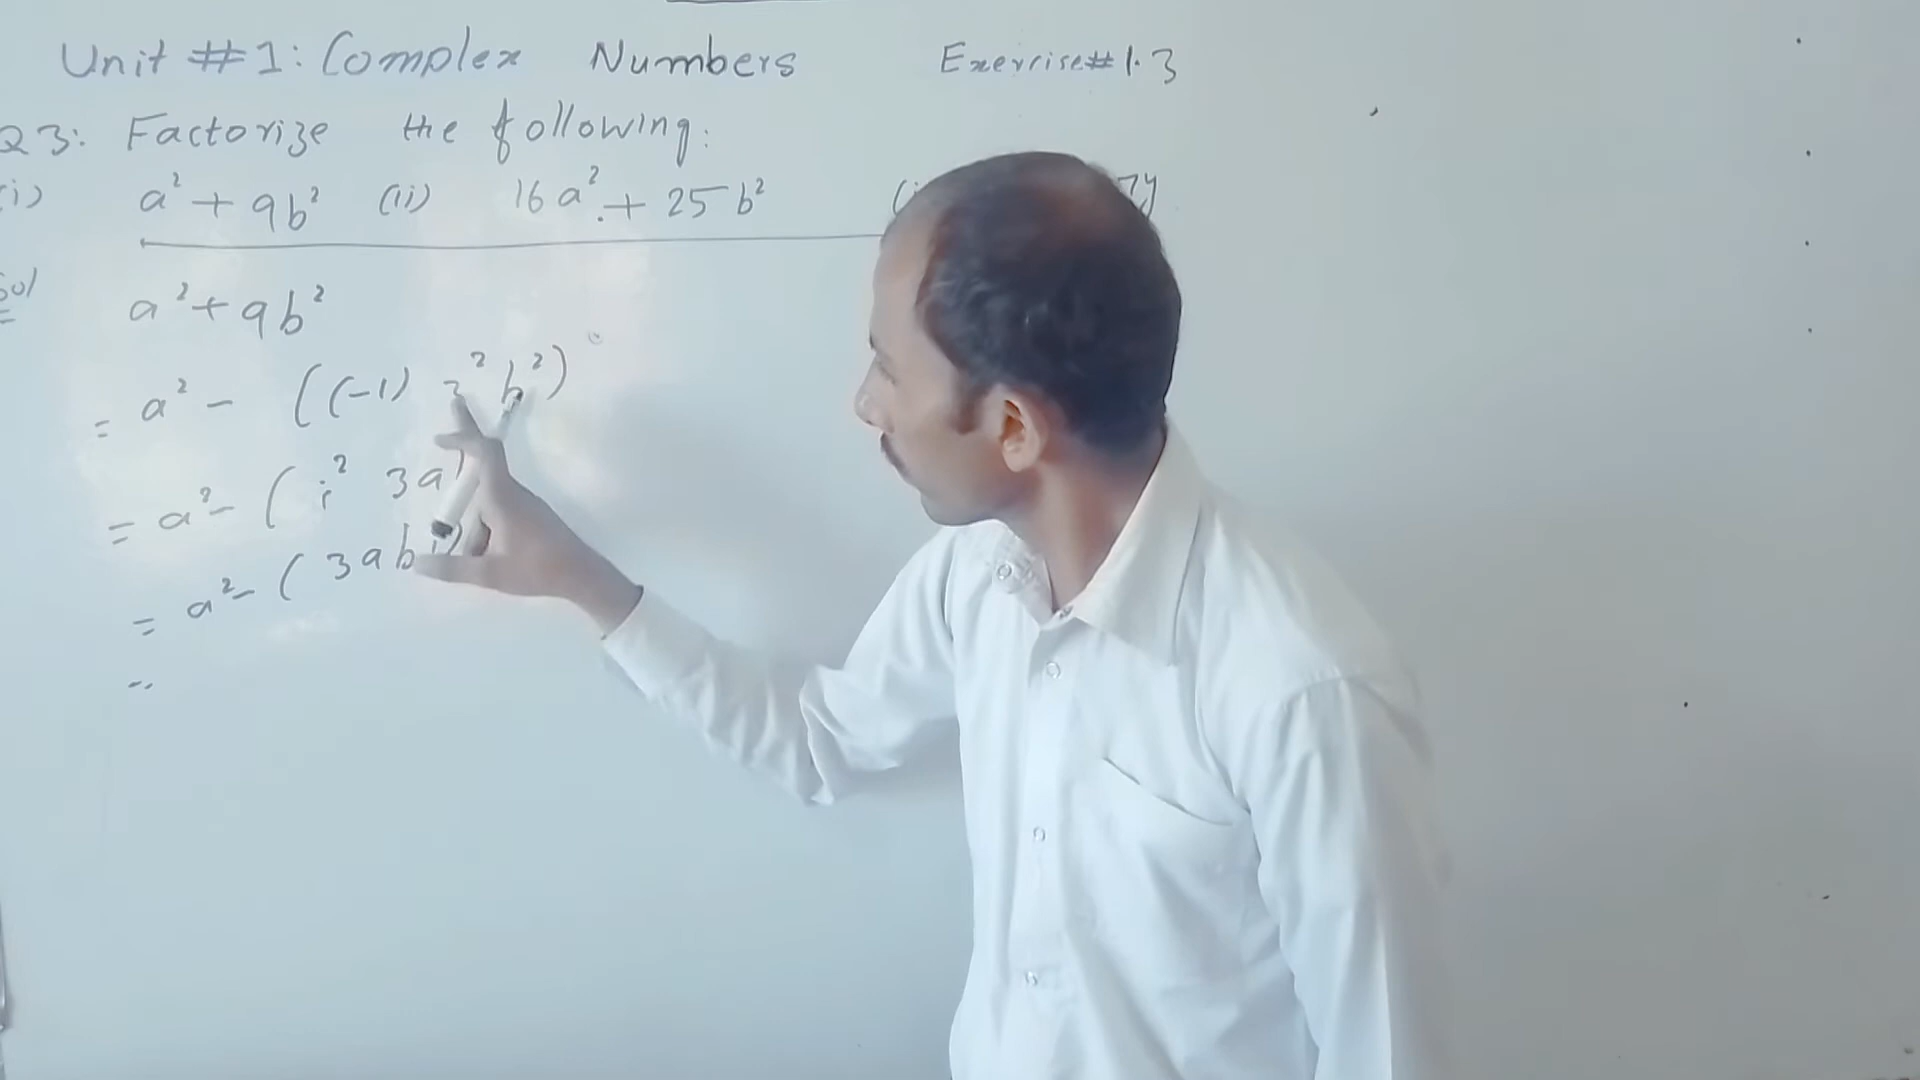 Unit #1: Complex Numbers Exercise #1.3
Q3: Factorize the following:
(i) a² + 9b² (ii) 16a² + 25b²
Sol a² + 9b²
= a² - ((-1) 3² b²)
= a² - ( i² 3a
= a² - ( 3ab
=